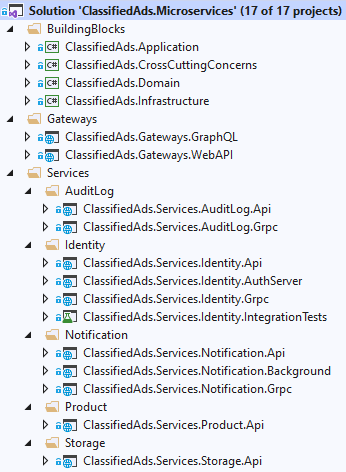 Solution 'ClassifiedAds.Microservices' (17 of 17 projects)
BuildingBlocks
C# ClassifiedAds.Application
C# ClassifiedAds.CrossCuttingConcerns
C# ClassifiedAds.Domain
C# ClassifiedAds.Infrastructure
Gateways
ClassifiedAds.Gateways.GraphQL
ClassifiedAds.Gateways.WebAPI
Services
AuditLog
ClassifiedAds.Services.AuditLog.Api
ClassifiedAds.Services.AuditLog.Grpc
Identity
ClassifiedAds.Services.Identity.Api
ClassifiedAds.Services.Identity.AuthServer
ClassifiedAds.Services.Identity.Grpc
ClassifiedAds.Services.Identity.IntegrationTests
Notification
ClassifiedAds.Services.Notification.Api
ClassifiedAds.Services.Notification.Background
ClassifiedAds.Services.Notification.Grpc
Product
ClassifiedAds.Services.Product.Api
Storage
ClassifiedAds.Services.Storage.Api